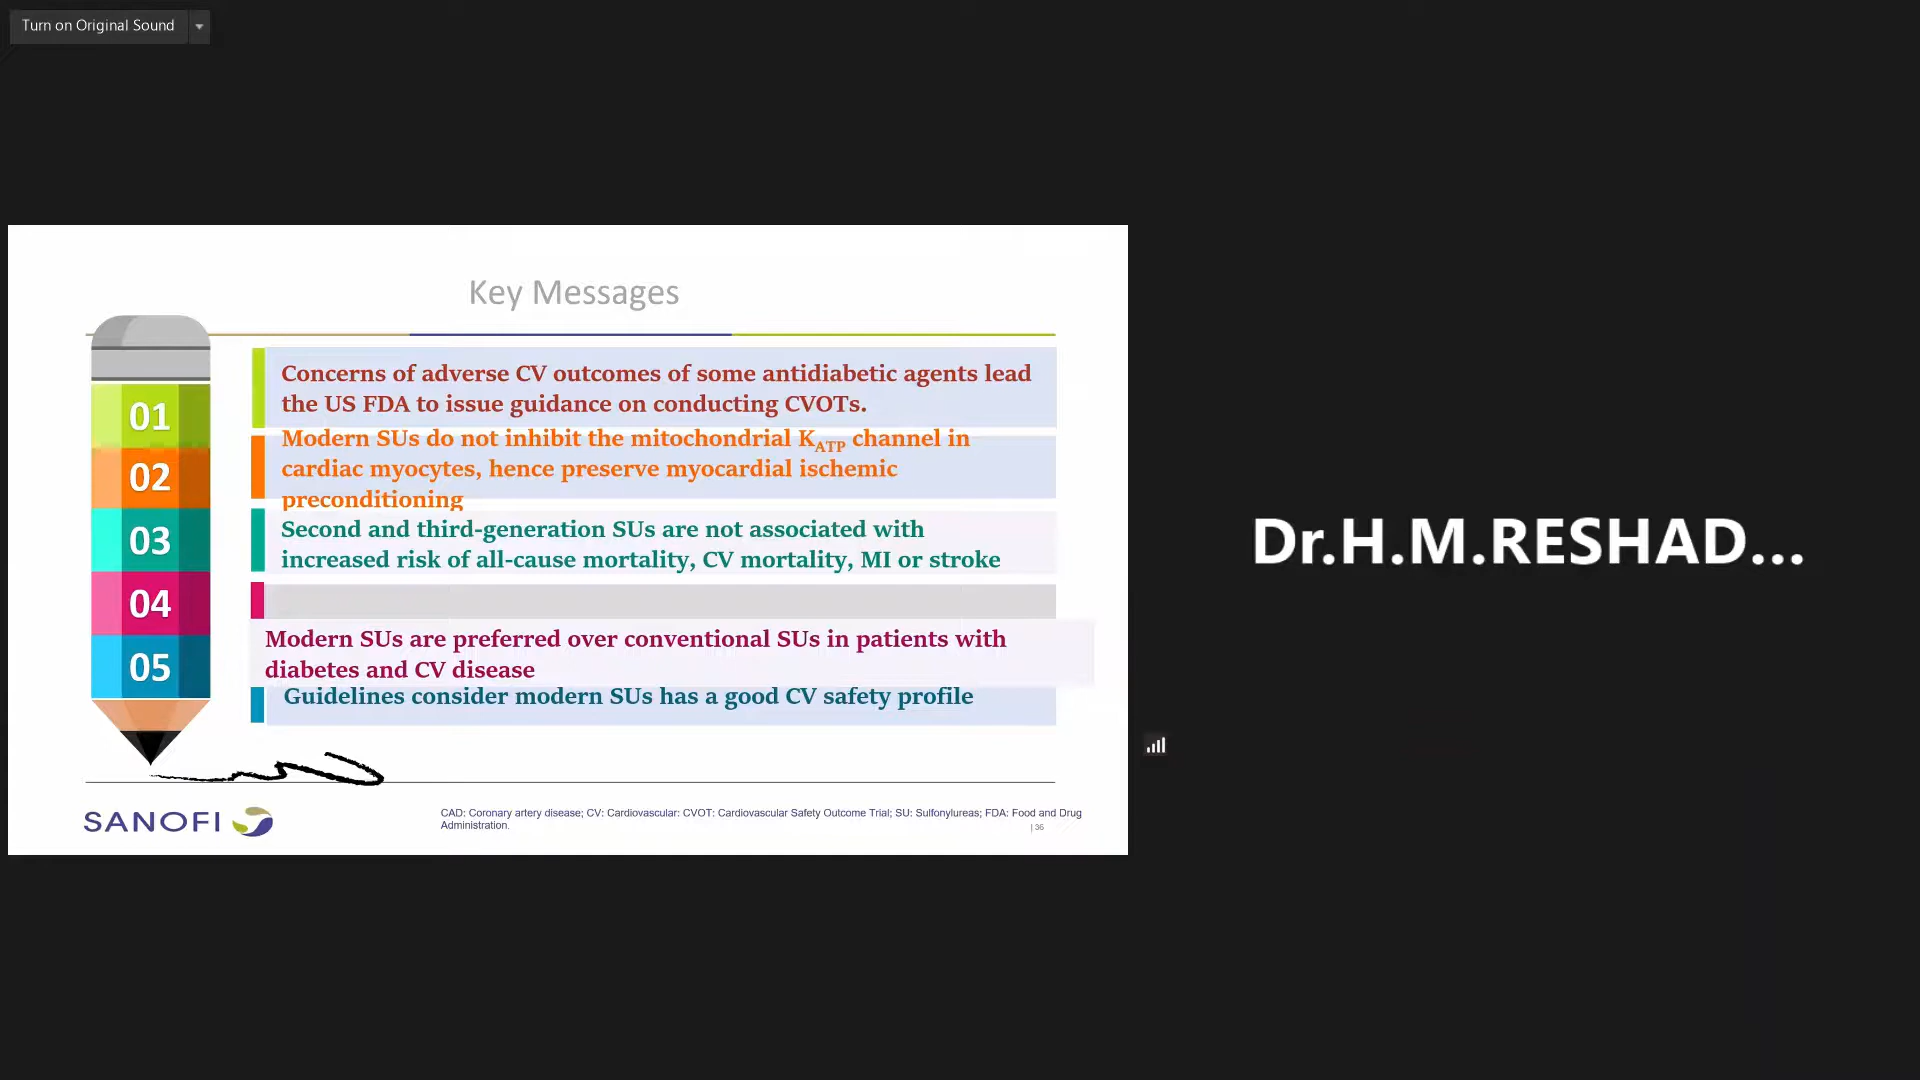 Turn on Original Sound
Key Messages
01
Concerns of adverse CV outcomes of some antidiabetic agents lead
the US FDA to issue guidance on conducting CVOTs.
02
Modern SUs do not inhibit the mitochondrial KATP channel in
cardiac myocytes, hence preserve myocardial ischemic
preconditioning
03
Second and third-generation SUs are not associated with
increased risk of all-cause mortality, CV mortality, MI or stroke
04
Modern SUs are preferred over conventional SUs in patients with
diabetes and CV disease
05
Guidelines consider modern SUs has a good CV safety profile
SANOFI
CAD: Coronary artery disease; CV: Cardiovascular: CVOT: Cardiovascular Safety Outcome Trial; SU: Sulfonylureas; FDA: Food and Drug
Administration.
| 36
Dr.H.M.RESHAD...